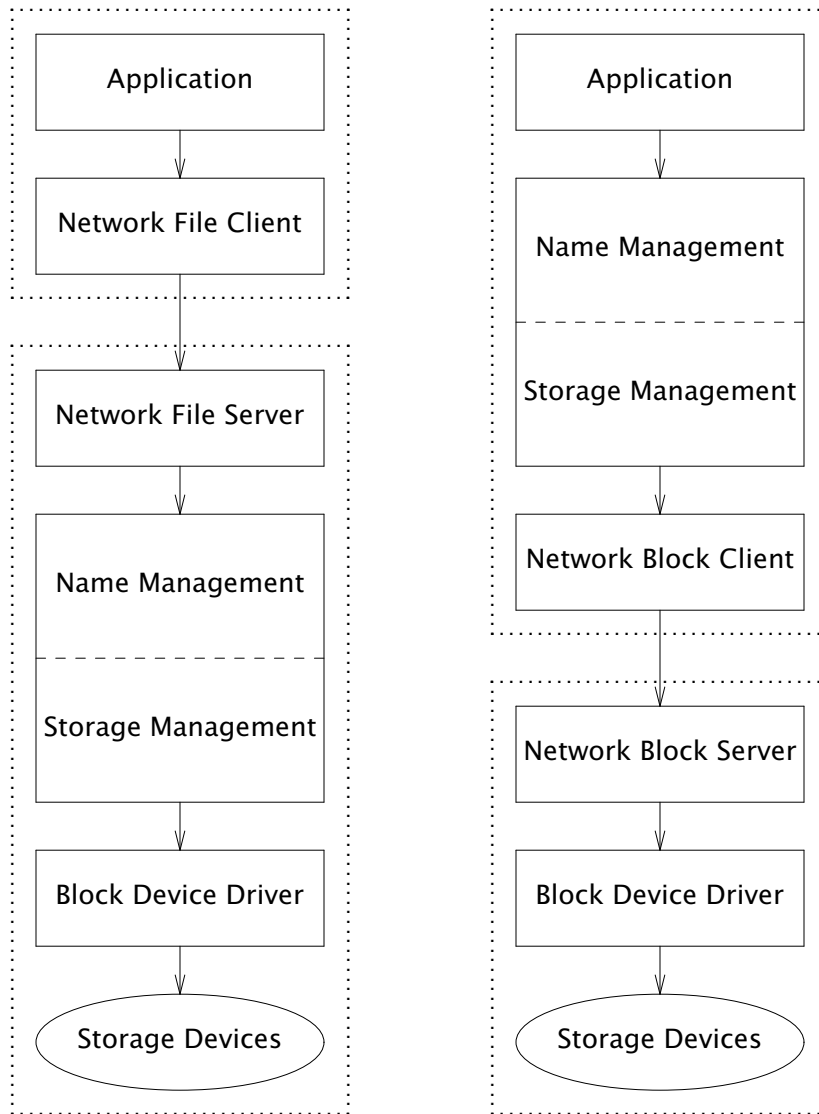 Application
Network File Client
Network File Server
Name Management
Storage Management
Block Device Driver
Storage Devices
Application
Name Management
Storage Management
Network Block Client
Network Block Server
Block Device Driver
Storage Devices